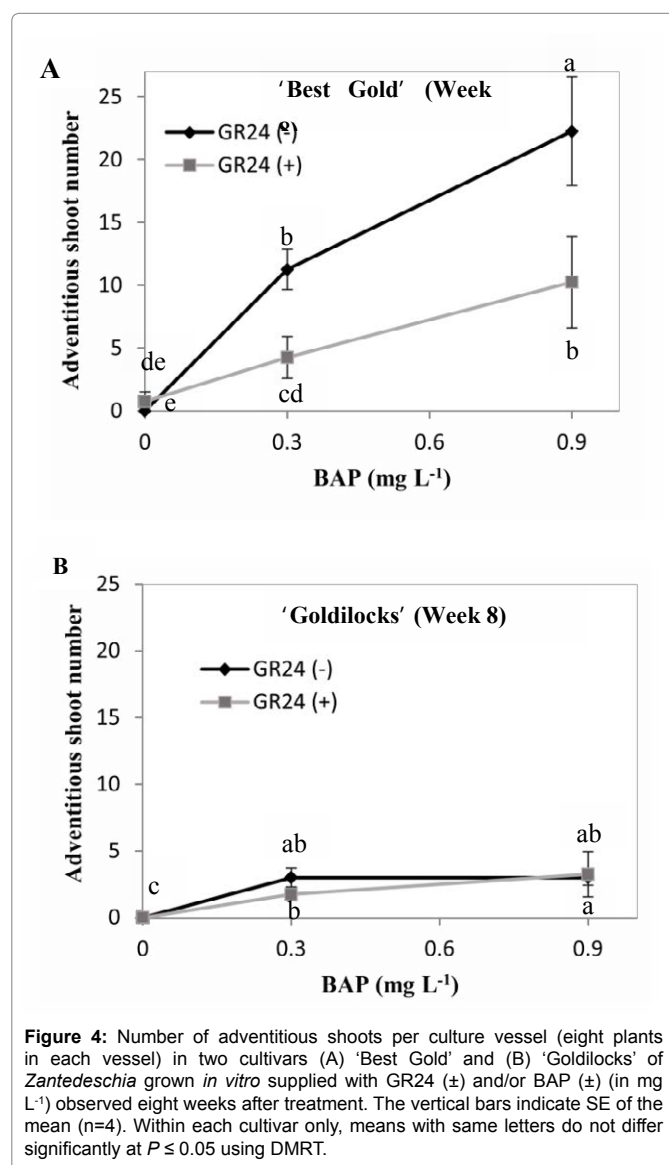 A
'Best Gold' (Week
GR24 (-)
GR24 (+)
Adventitious shoot number
25
20
15
10
5
0
a
b
de
e
cd
b
0 0.3 0.6 0.9
BAP (mg L⁻¹)
B
'Goldilocks' (Week 8)
GR24 (-)
GR24 (+)
Adventitious shoot number
25
20
15
10
5
0
c
ab
b
ab
a
0 0.3 0.6 0.9
BAP (mg L⁻¹)
Figure 4: Number of adventitious shoots per culture vessel (eight plants
in each vessel) in two cultivars (A) 'Best Gold' and (B) 'Goldilocks' of
Zantedeschia grown in vitro supplied with GR24 (±) and/or BAP (±) (in mg
L⁻¹) observed eight weeks after treatment. The vertical bars indicate SE of the
mean (n=4). Within each cultivar only, means with same letters do not differ
significantly at P ≤ 0.05 using DMRT.